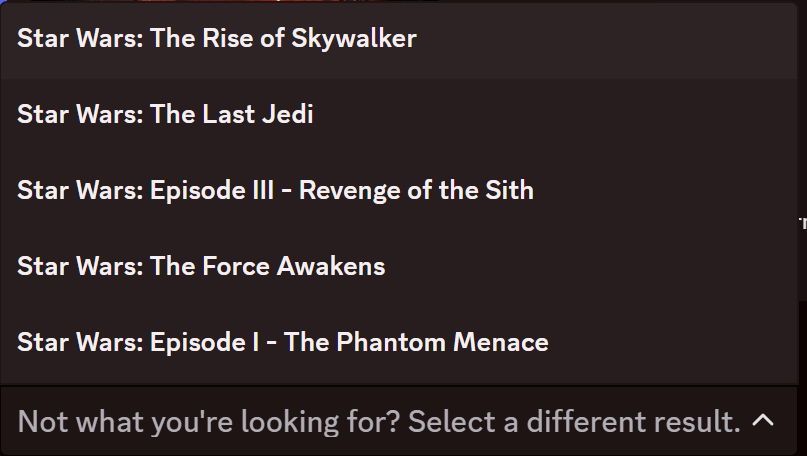 Star Wars: The Rise of Skywalker
Star Wars: The Last Jedi
Star Wars: Episode III - Revenge of the Sith
Star Wars: The Force Awakens
Star Wars: Episode I - The Phantom Menace
Not what you're looking for? Select a different result.